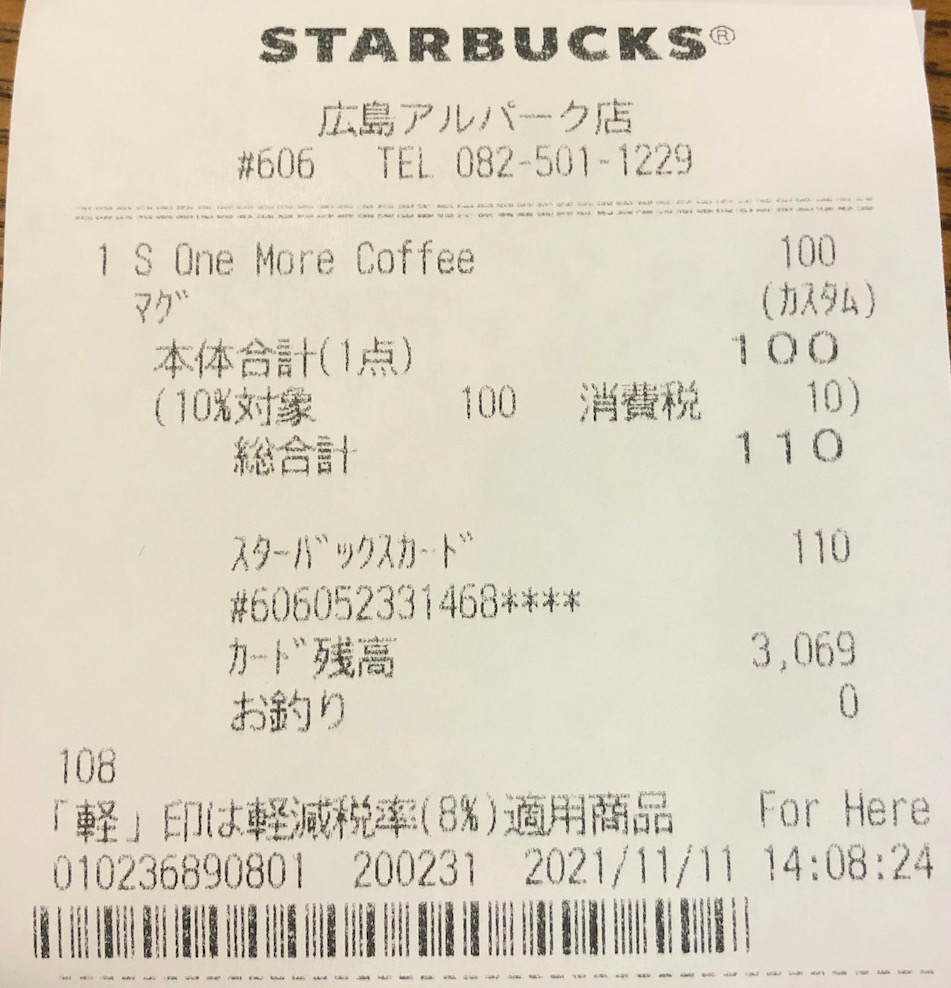 STARBUCKS®
広島アルパーク店
#606 TEL 082-501-1229
1 S One More Coffee 100
ﾏｸﾞ (ｶｽﾀﾑ)
本体合計(1点) 100
(10%対象 100 消費税 10)
総合計 110
ｽﾀｰﾊﾞｯｸｽｶｰﾄﾞ 110
#606052331468****
ｶｰﾄﾞ残高 3,069
お釣り 0
108
「軽」印は軽減税率(8%)適用商品 For Here
010236890801 200231 2021/11/11 14:08:24